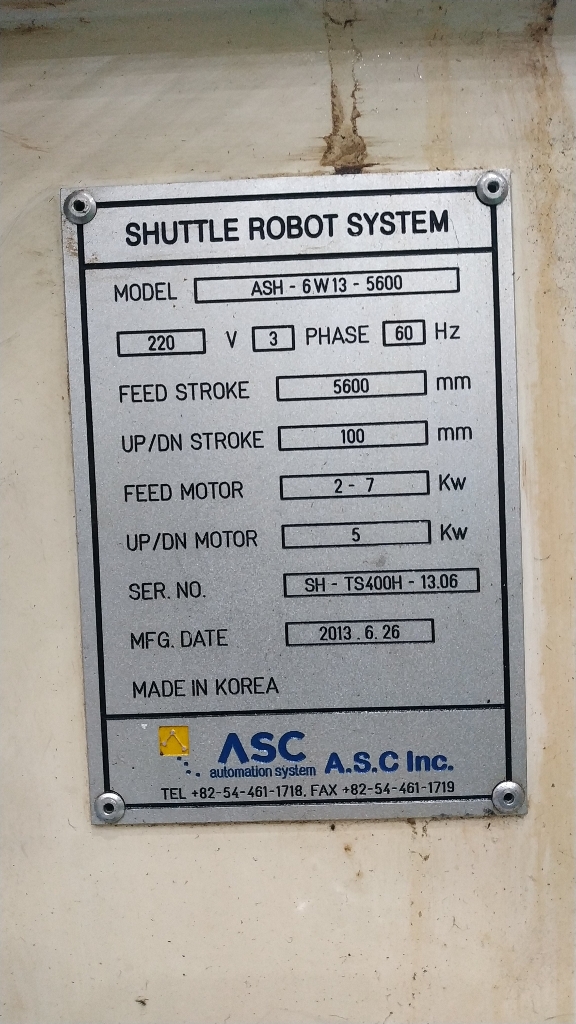 SHUTTLE ROBOT SYSTEM
MODEL ASH - 6W13 - 5600
220 V 3 PHASE 60 Hz
FEED STROKE 5600 mm
UP/DN STROKE 100 mm
FEED MOTOR 2 - 7 Kw
UP/DN MOTOR 5 Kw
SER. NO. SH - TS400H - 13.06
MFG. DATE 2013 . 6. 26
MADE IN KOREA
ASC
automation system A.S.C Inc.
TEL +82-54-461-1718, FAX +82-54-461-1719